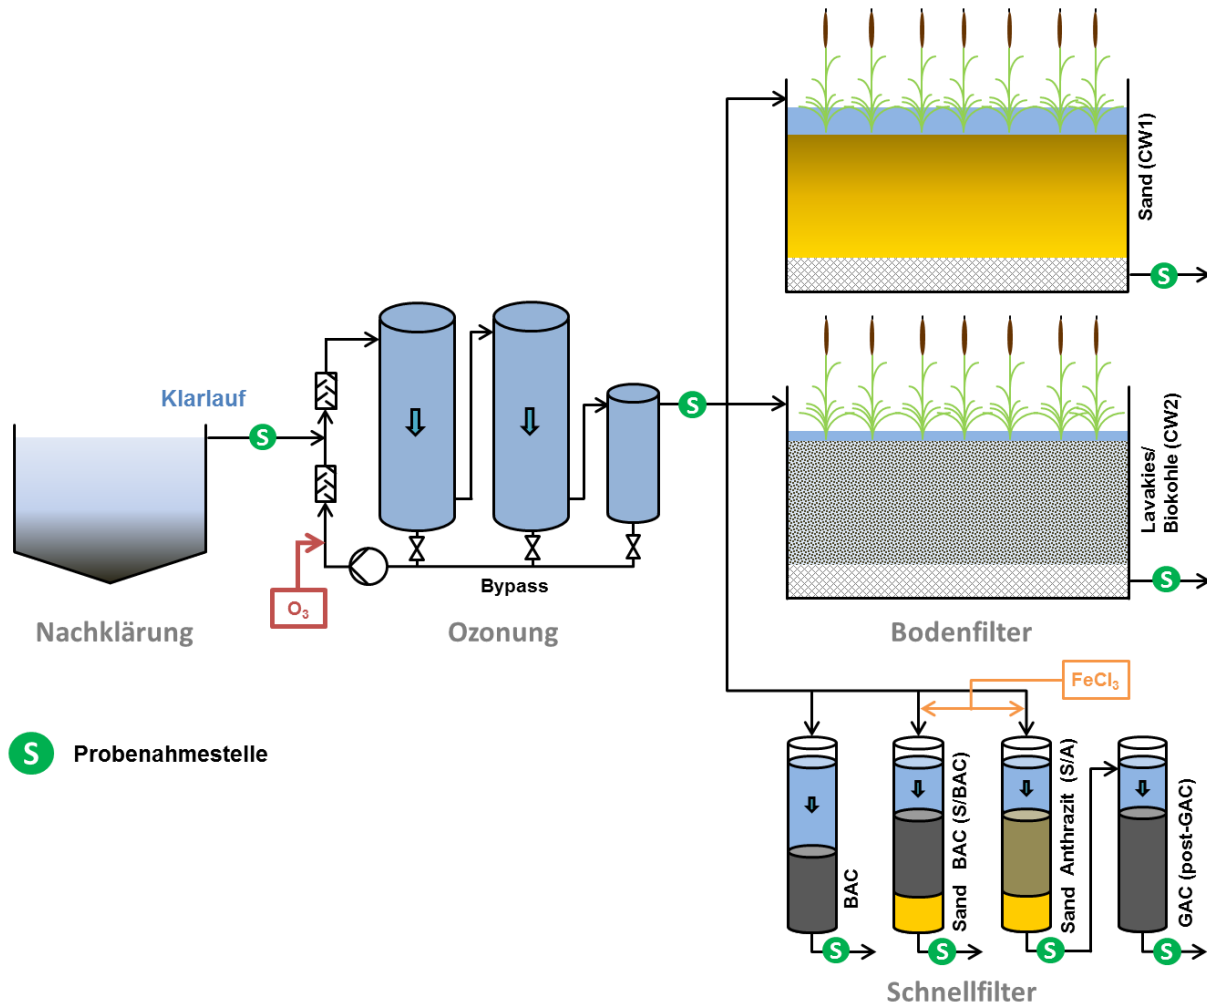 Klarlauf
S
S
O₃
Bypass
Nachklärung
Ozonung
Sand (CW1)
S
Lavakies/
Biokohle (CW2)
S
Bodenfilter
FeCl₃
S Probenahmestelle
BAC
Sand BAC (S/BAC)
Sand Anthrazit (S/A)
GAC (post-GAC)
S
S
S
S
Schnellfilter